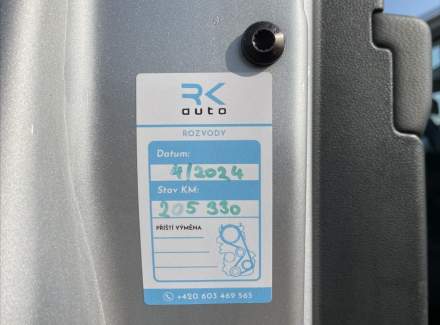 RK
auto
ROZVODY
Datum:
4/2024
Stav KM:
205 330
PŘÍŠTÍ VÝMĚNA
+420 603 469 565